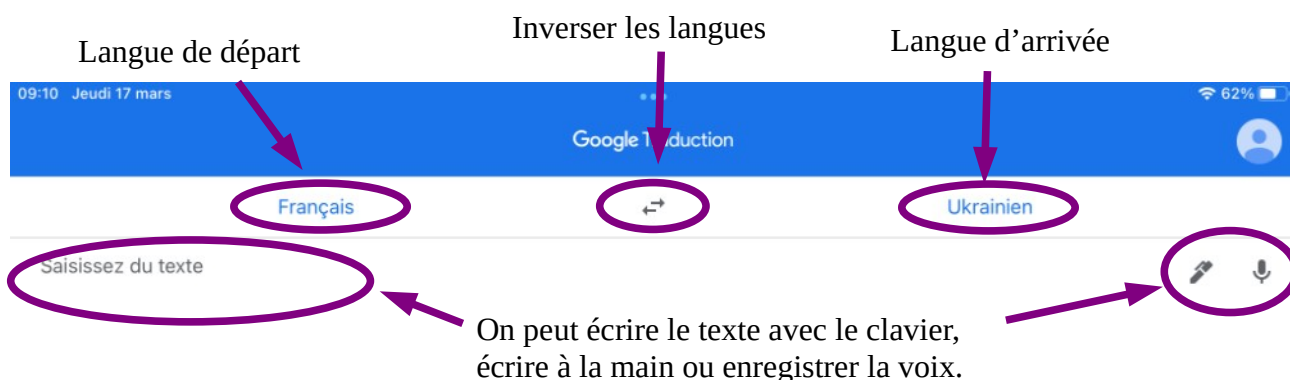 Inverser les langues
Langue de départ
Langue d’arrivée
09:10 Jeudi 17 mars
62%
Google Traduction
Français
Ukrainien
Saisissez du texte
On peut écrire le texte avec le clavier,
écrire à la main ou enregistrer la voix.